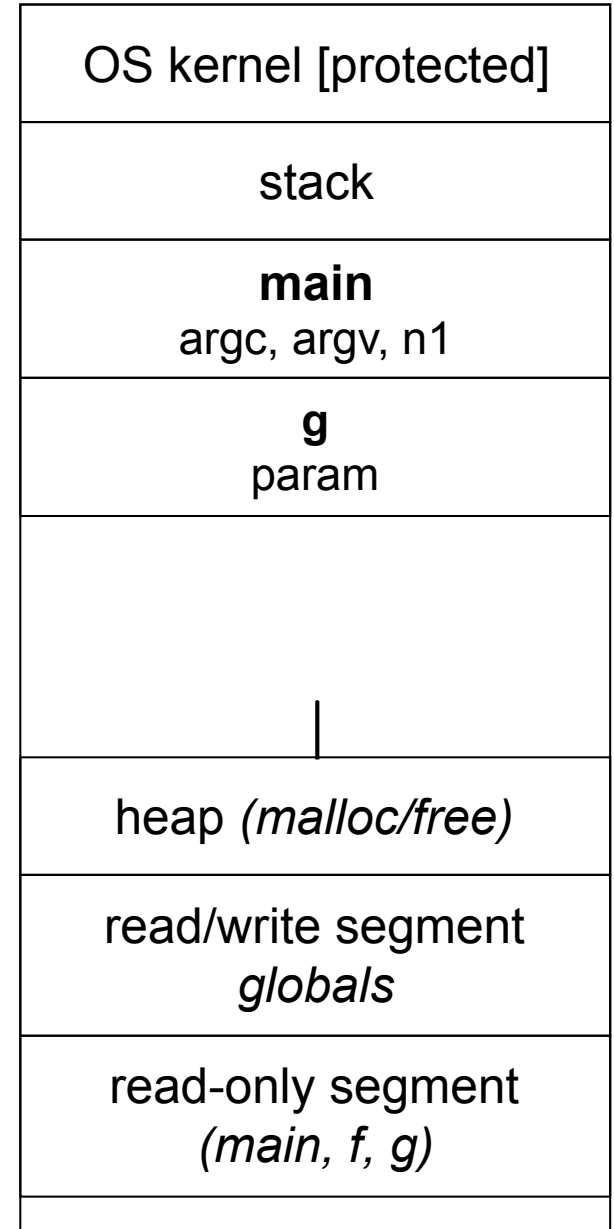 OS kernel [protected]
stack
main
argc, argv, n1
g
param
heap (malloc/free)
read/write segment
globals
read-only segment
(main, f, g)